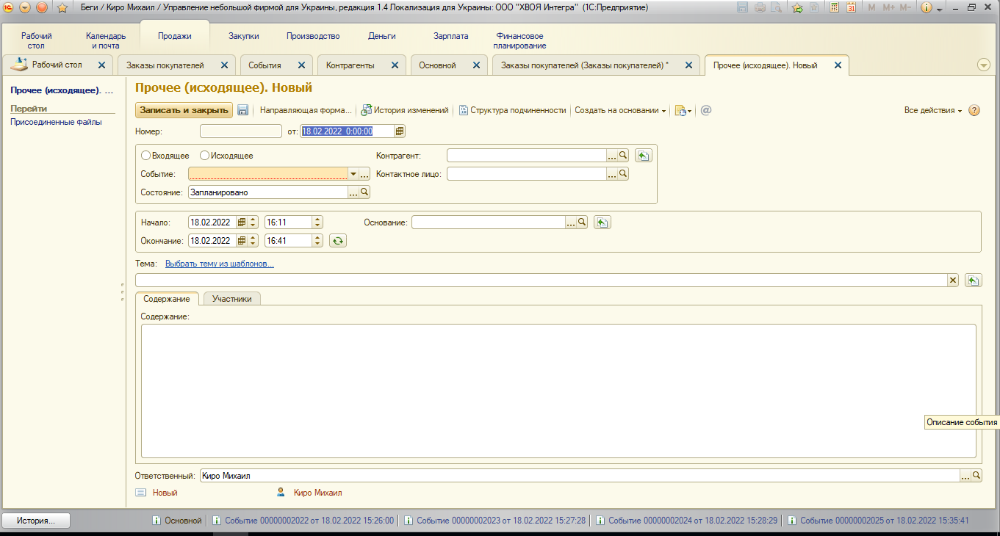 Беги / Киро Михаил / Управление небольшой фирмой для Украины, редакция 1.4 Локализация для Украины: ООО "ХВОЯ Интегра" (1С:Предприятие)
M M+ M-
Рабочий стол
Календарь и почта
Продажи
Закупки
Производство
Деньги
Зарплата
Финансовое планирование
Рабочий стол
Заказы покупателей
События
Контрагенты
Основной
Заказы покупателей (Заказы покупателей) *
Прочее (исходящее). Новый
Прочее (исходящее). ...
Перейти
Присоединенные файлы
Прочее (исходящее). Новый
Записать и закрыть
Направляющая форма...
История изменений
Структура подчиненности
Создать на основании
Все действия
Номер:
от: 18.02.2022 0:00:00
Входящее
Исходящее
Контрагент:
Событие:
Контактное лицо:
Состояние: Запланировано
Начало: 18.02.2022 16:11
Основание:
Окончание: 18.02.2022 16:41
Тема: Выбрать тему из шаблонов...
Содержание
Участники
Содержание:
Описание события
Ответственный: Киро Михаил
Новый
Киро Михаил
История...
Основной
Событие 00000002022 от 18.02.2022 15:26:00
Событие 00000002023 от 18.02.2022 15:27:28
Событие 00000002024 от 18.02.2022 15:28:29
Событие 00000002025 от 18.02.2022 15:35:41